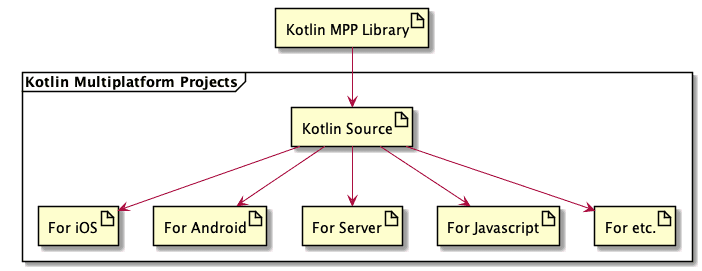 Kotlin MPP Library
Kotlin Multiplatform Projects
Kotlin Source
For iOS
For Android
For Server
For Javascript
For etc.